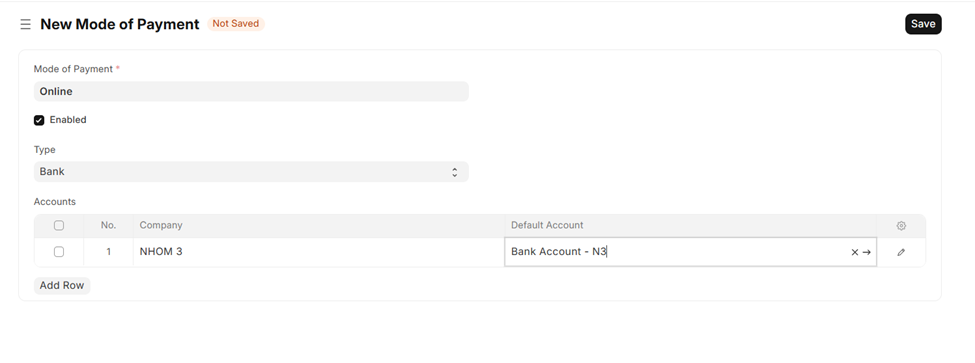 New Mode of Payment Not Saved Save
Mode of Payment *
Online
Enabled
Type
Bank
Accounts
No. Company Default Account
1 NHOM 3 Bank Account - N3
Add Row